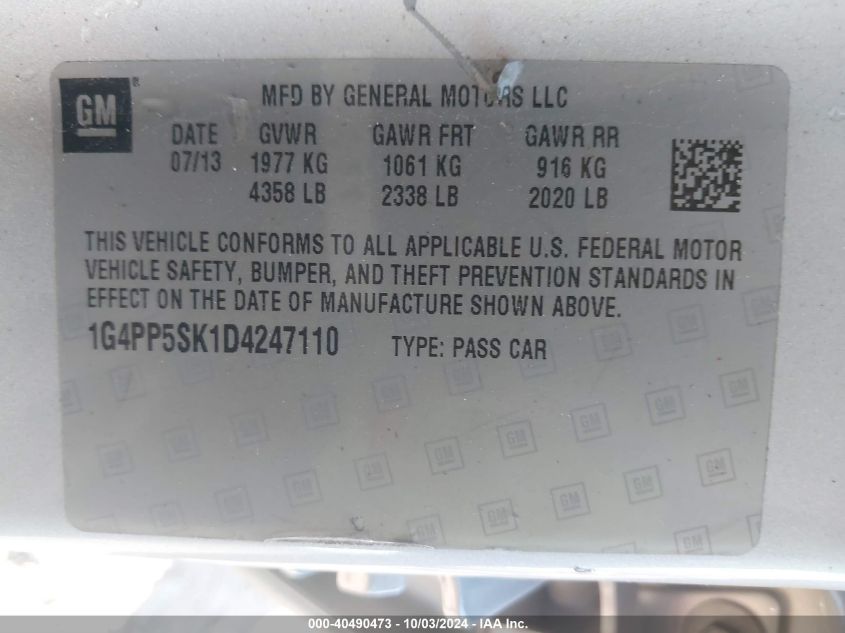 GM®
MFD BY GENERAL MOTORS LLC
DATE GVWR GAWR FRT GAWR RR
07/13 1977 KG 1061 KG 916 KG
4358 LB 2338 LB 2020 LB
THIS VEHICLE CONFORMS TO ALL APPLICABLE U.S. FEDERAL MOTOR
VEHICLE SAFETY, BUMPER, AND THEFT PREVENTION STANDARDS IN
EFFECT ON THE DATE OF MANUFACTURE SHOWN ABOVE.
1G4PP5SK1D4247110 TYPE: PASS CAR
000-40490473 - 10/03/2024 - IAA Inc.